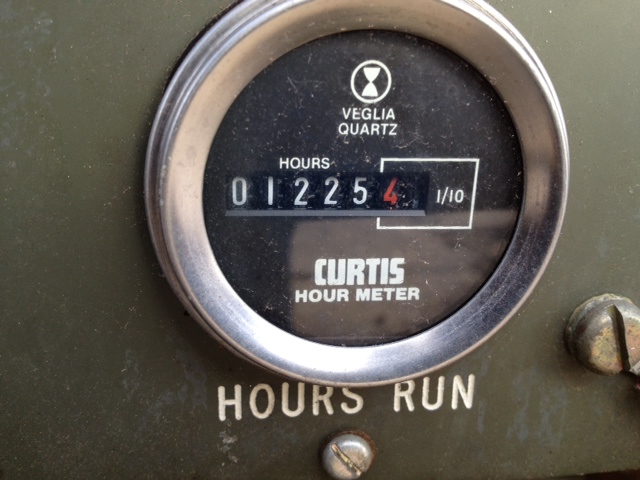 VEGLIA
QUARTZ
HOURS
012254 1/10
CURTIS
HOUR METER
HOURS RUN